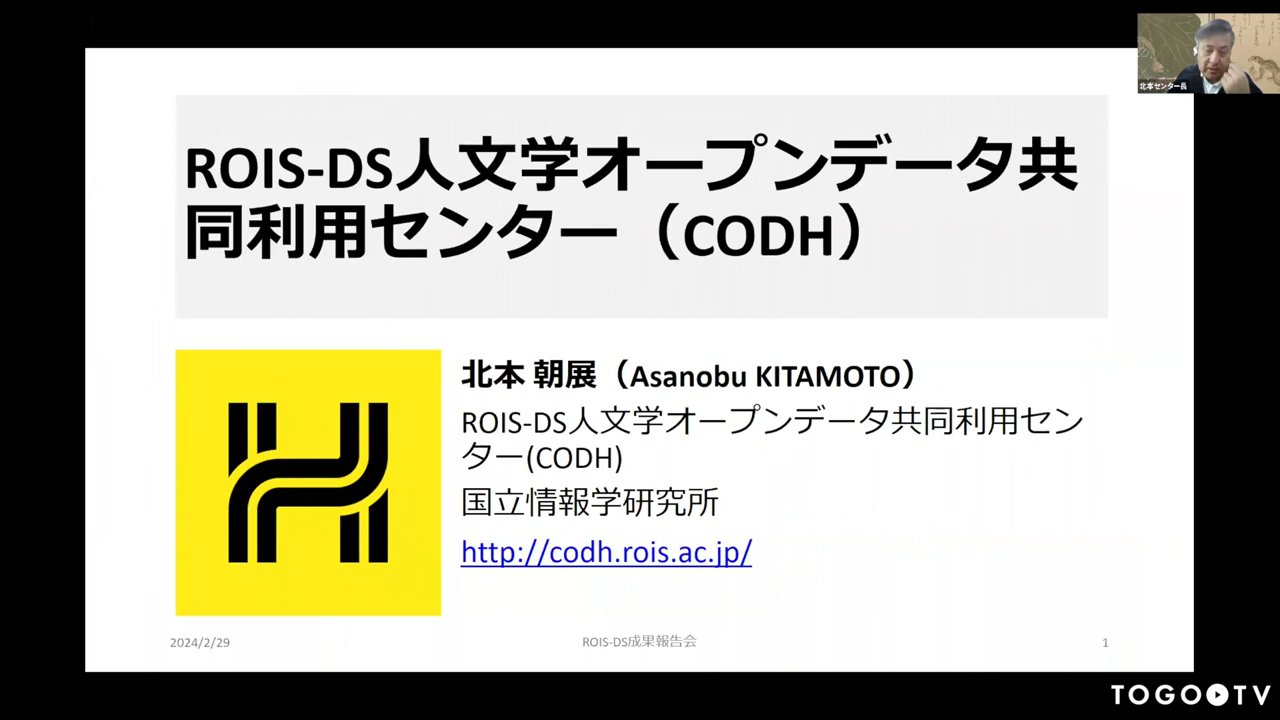 北本センター長
ROIS-DS人文学オープンデータ共
同利用センター（CODH）
北本 朝展（Asanobu KITAMOTO）
ROIS-DS人文学オープンデータ共同利用セン
ター(CODH)
国立情報学研究所
http://codh.rois.ac.jp/
2024/2/29
ROIS-DS成果報告会
1
TOGO TV